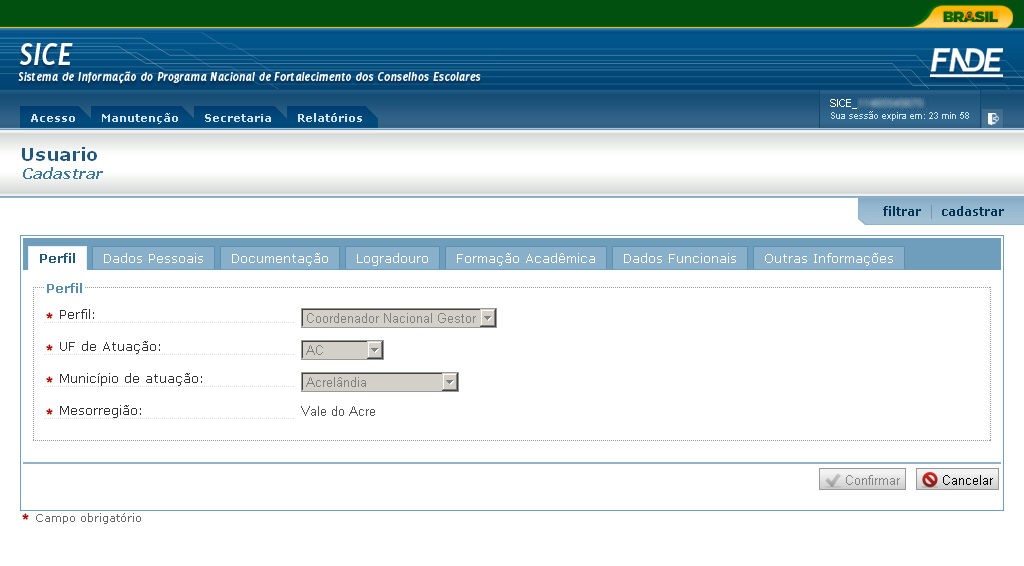 BRASIL
SICE
Sistema de Informação do Programa Nacional de Fortalecimento dos Conselhos Escolares
FNDE
Acesso Manutenção Secretaria Relatórios
SICE_
Sua sessão expira em: 23 min 58
Usuario
Cadastrar
filtrar cadastrar
Perfil Dados Pessoais Documentação Logradouro Formação Acadêmica Dados Funcionais Outras Informações
Perfil
* Perfil: Coordenador Nacional Gestor
* UF de Atuação: AC
* Município de atuação: Acrelândia
* Mesorregião: Vale do Acre
Confirmar Cancelar
* Campo obrigatório